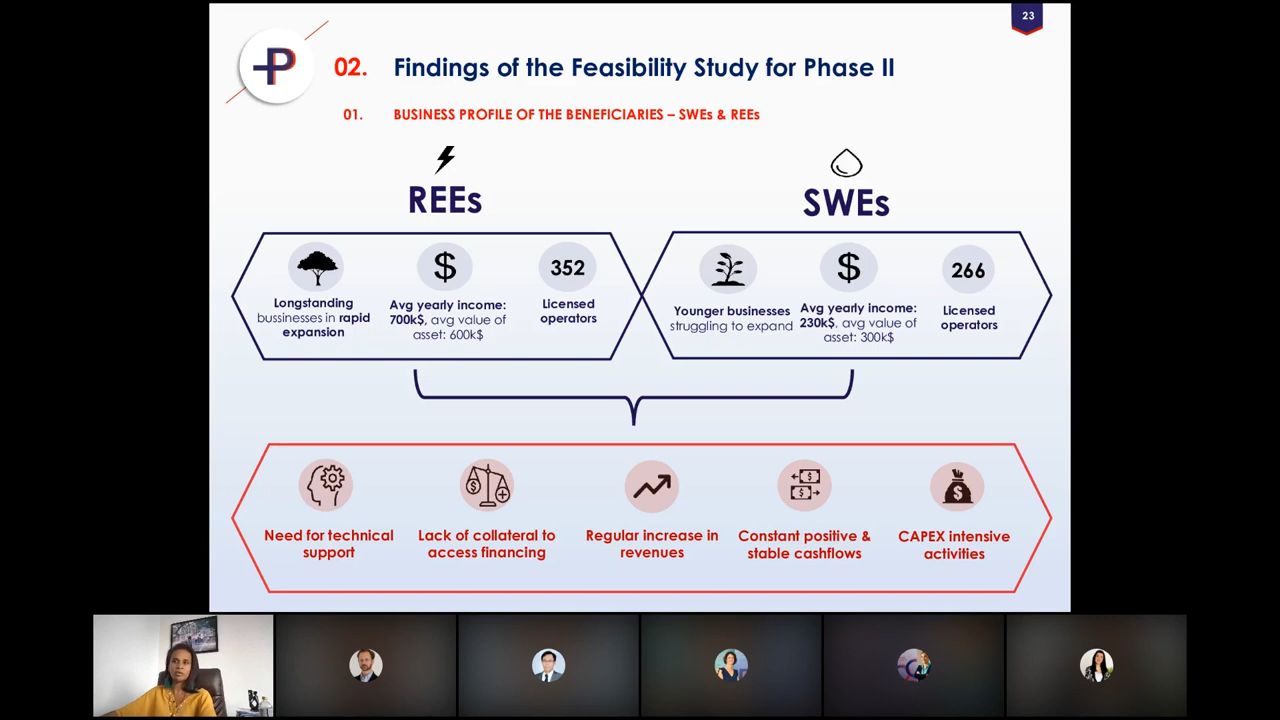 23
P
02. Findings of the Feasibility Study for Phase II
01. BUSINESS PROFILE OF THE BENEFICIARIES – SWEs & REEs
REEs
Longstanding
bussinesses in rapid
expansion
$
Avg yearly income:
700k$, avg value of
asset: 600k$
352
Licensed
operators
SWEs
Younger businesses
struggling to expand
$
Avg yearly income:
230k$, avg value of
asset: 300k$
266
Licensed
operators
Need for technical
support
Lack of collateral to
access financing
Regular increase in
revenues
Constant positive &
stable cashflows
CAPEX intensive
activities